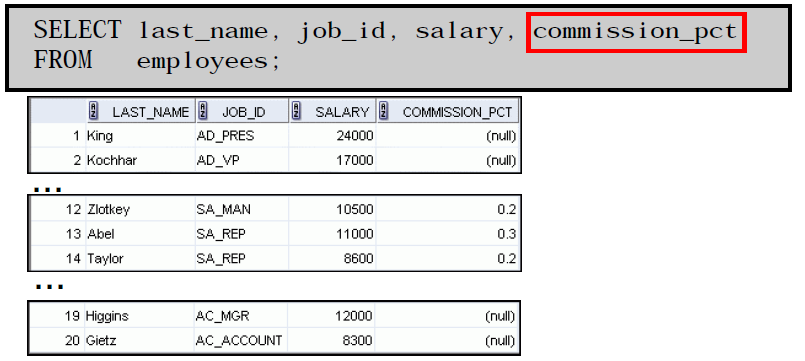 SELECT last_name, job_id, salary, commission_pct
FROM employees;
LAST_NAME JOB_ID SALARY COMMISSION_PCT
1 King AD_PRES 24000 (null)
2 Kochhar AD_VP 17000 (null)
...
12 Zlotkey SA_MAN 10500 0.2
13 Abel SA_REP 11000 0.3
14 Taylor SA_REP 8600 0.2
...
19 Higgins AC_MGR 12000 (null)
20 Gietz AC_ACCOUNT 8300 (null)